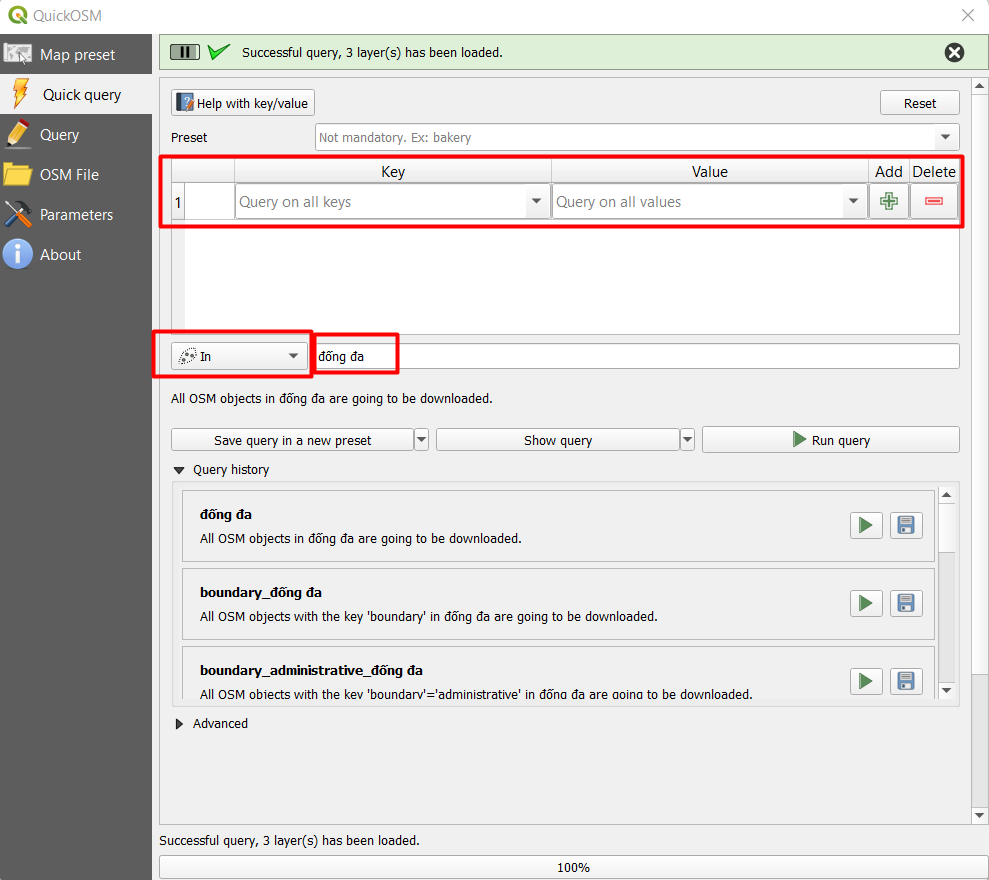 QuickOSM
Map preset
Quick query
Query
OSM File
Parameters
About
Successful query, 3 layer(s) has been loaded.
Help with key/value
Reset
Preset
Not mandatory. Ex: bakery
Key Value Add Delete
1 Query on all keys Query on all values
In đống đa
All OSM objects in đống đa are going to be downloaded.
Save query in a new preset Show query Run query
Query history
đống đa
All OSM objects in đống đa are going to be downloaded.
boundary_đống đa
All OSM objects with the key 'boundary' in đống đa are going to be downloaded.
boundary_administrative_đống đa
All OSM objects with the key 'boundary'='administrative' in đống đa are going to be downloaded.
Advanced
Successful query, 3 layer(s) has been loaded.
100%